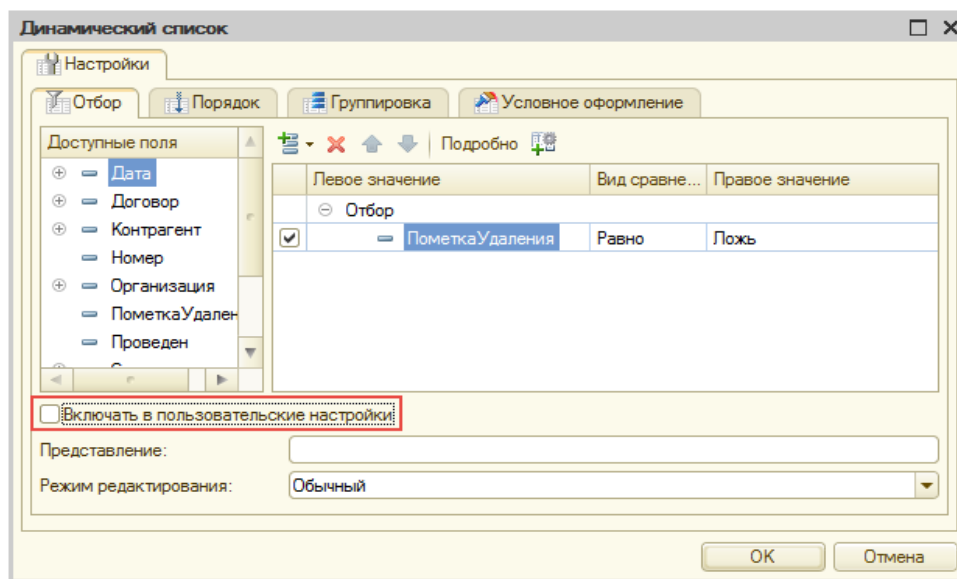 Динамический список
Настройки
Отбор Порядок Группировка Условное оформление
Доступные поля
Дата
Договор
Контрагент
Номер
Организация
ПометкаУдален
Проведен
Подробно
Левое значение Вид сравне... Правое значение
Отбор
ПометкаУдаления Равно Ложь
Включать в пользовательские настройки
Представление:
Режим редактирования: Обычный
OK Отмена